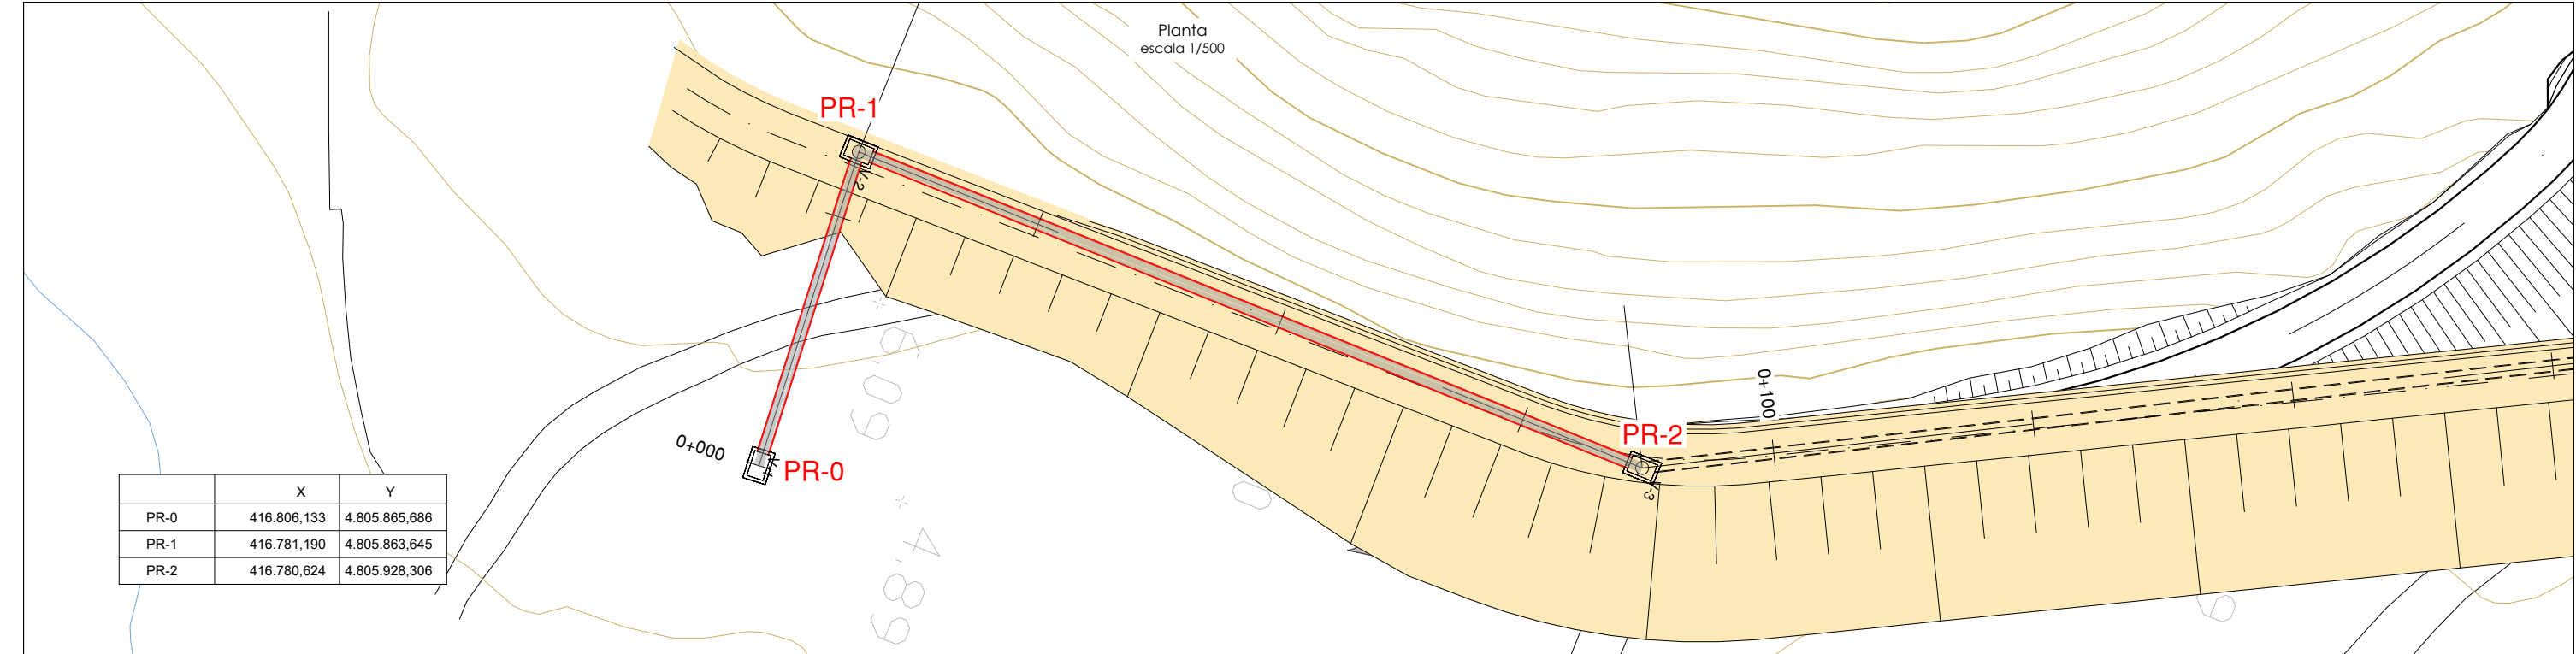 Planta
escala 1/500
PR-1
V-2
0+100
PR-2
V-3
0+000
PR-0
X Y
PR-0 416.806,133 4.805.865,686
PR-1 416.781,190 4.805.863,645
PR-2 416.780,624 4.805.928,306